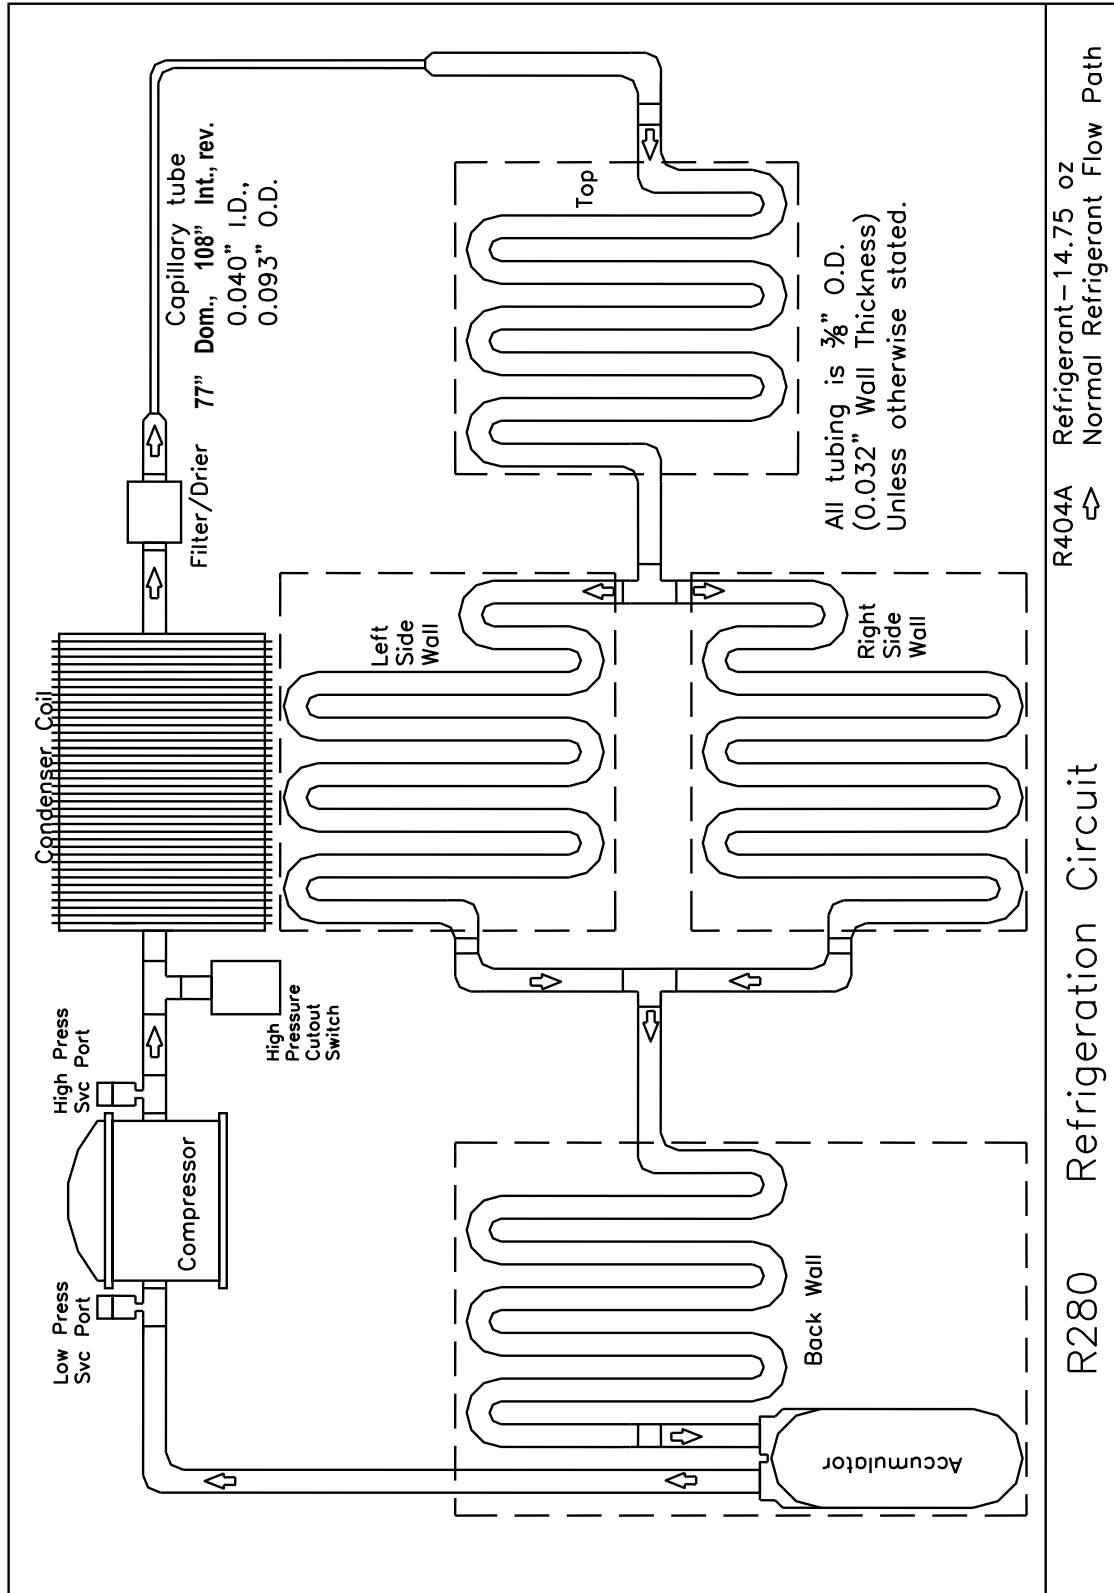 Low Press
Svc Port
High Press
Svc Port
Compressor
High
Pressure
Cutout
Switch
Condenser Coil
Filter/Drier
Capillary tube
77" Dom., 108" Int., rev.
0.040" I.D.,
0.093" O.D.
Left
Side
Wall
Top
Right
Side
Wall
Back Wall
Accumulator
All tubing is 3/8" O.D.
(0.032" Wall Thickness)
Unless otherwise stated.
R280 Refrigeration Circuit
R404A Refrigerant-14.75 oz
Normal Refrigerant Flow Path